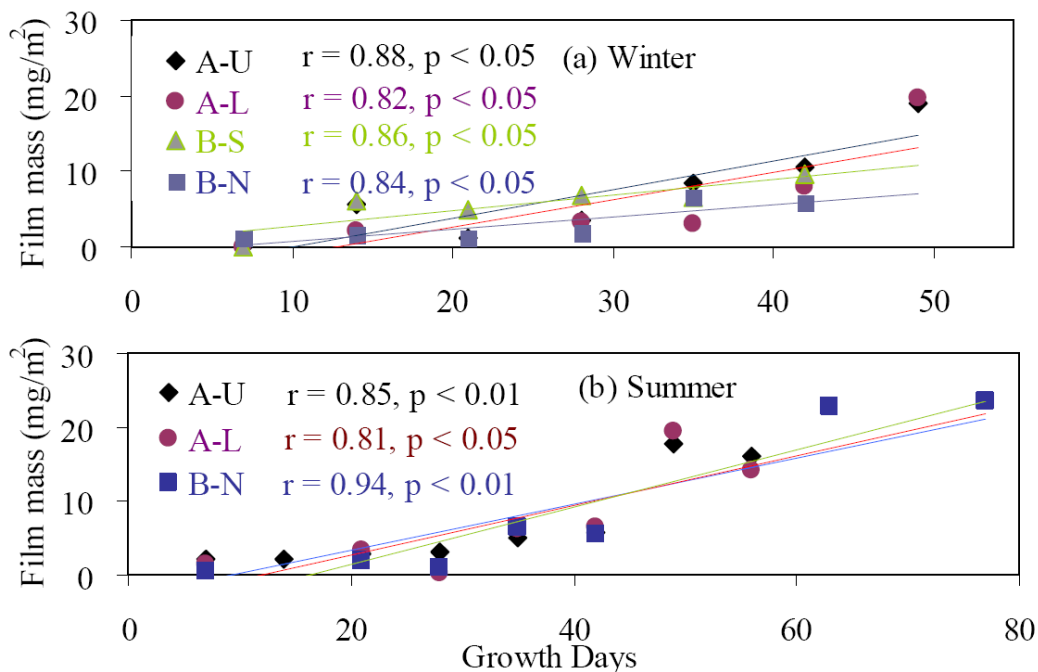 Film mass (mg/m²)
30
20
10
0
A-U r = 0.88, p < 0.05
A-L r = 0.82, p < 0.05
B-S r = 0.86, p < 0.05
B-N r = 0.84, p < 0.05
(a) Winter
0 10 20 30 40 50
Film mass (mg/m²)
30
20
10
0
A-U r = 0.85, p < 0.01
A-L r = 0.81, p < 0.05
B-N r = 0.94, p < 0.01
(b) Summer
0 20 40 60 80
Growth Days